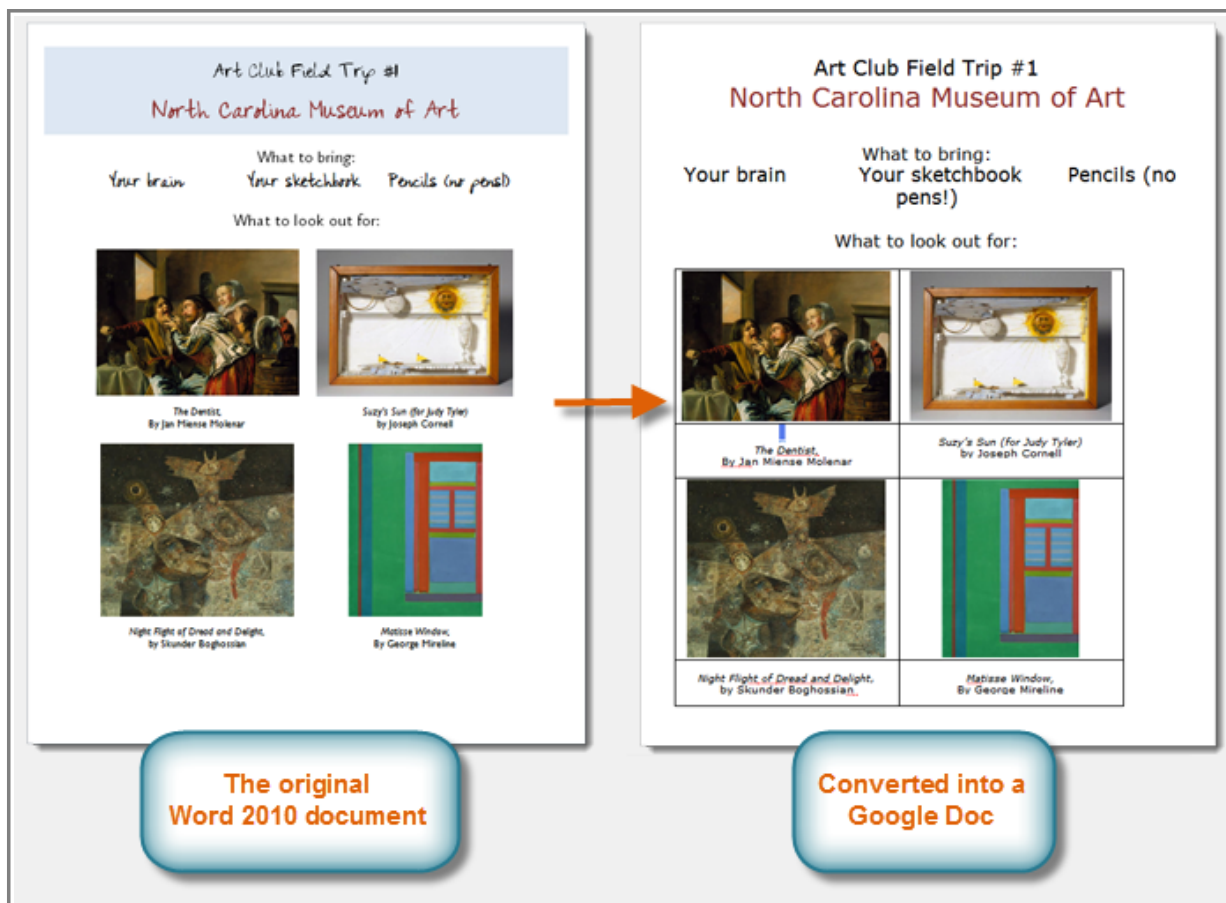 Art Club Field Trip #1
North Carolina Museum of Art
What to bring:
Your brain Your sketchbook Pencils (no pens!)
What to look out for:
The Dentist, Suzy's Sun (for Judy Tyler)
By Jan Miense Molenar by Joseph Cornell
Night Flight of Dread and Delight, Matisse Window,
by Skunder Boghossian By George Mireline
The original
Word 2010 document
Art Club Field Trip #1
North Carolina Museum of Art
What to bring:
Your brain Your sketchbook Pencils (no
pens!)
What to look out for:
The Dentist, Suzy's Sun (for Judy Tyler)
By Jan Miense Molenar by Joseph Cornell
Night Flight of Dread and Delight, Matisse Window,
by Skunder Boghossian By George Mireline
Converted into a
Google Doc